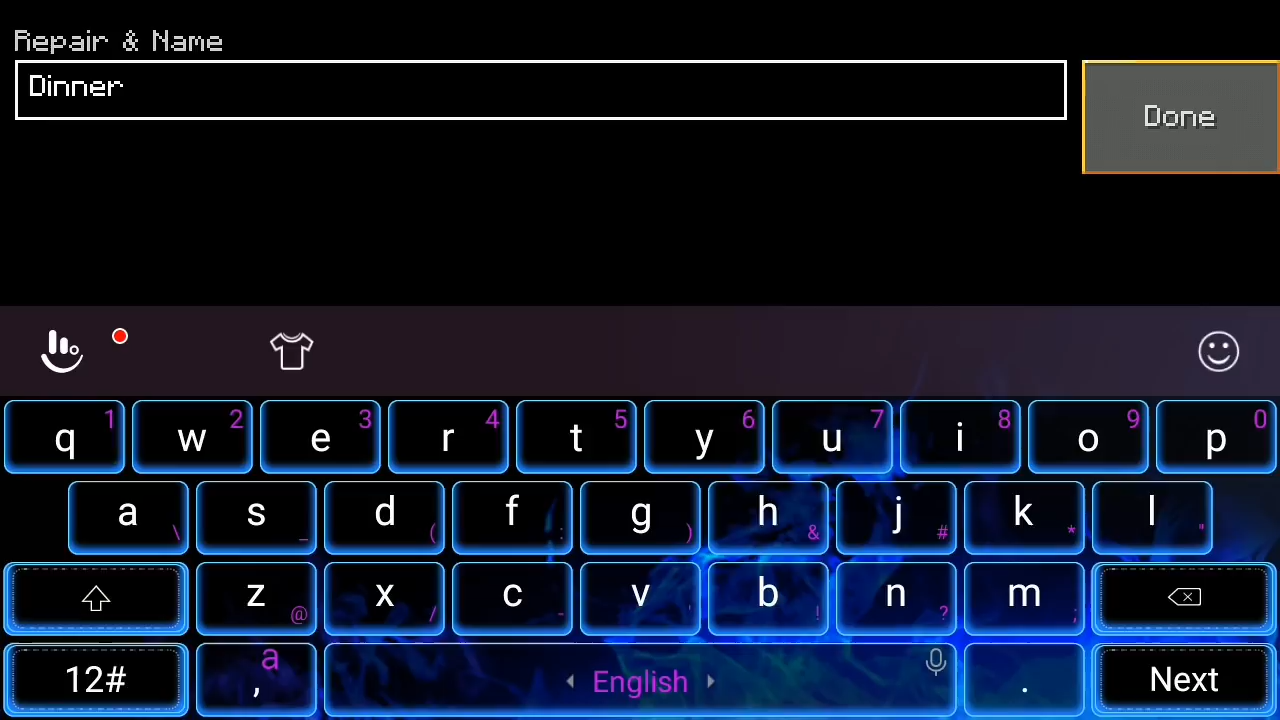 Repair & Name
Dinner
Done
q 1 w 2 e 3 r 4 t 5 y 6 u 7 i 8 o 9 p 0
a \ s _ d ( f : g ) h & j # k * l "
z @ x / c - v ' b ! n ? m ;
12# , a English . Next